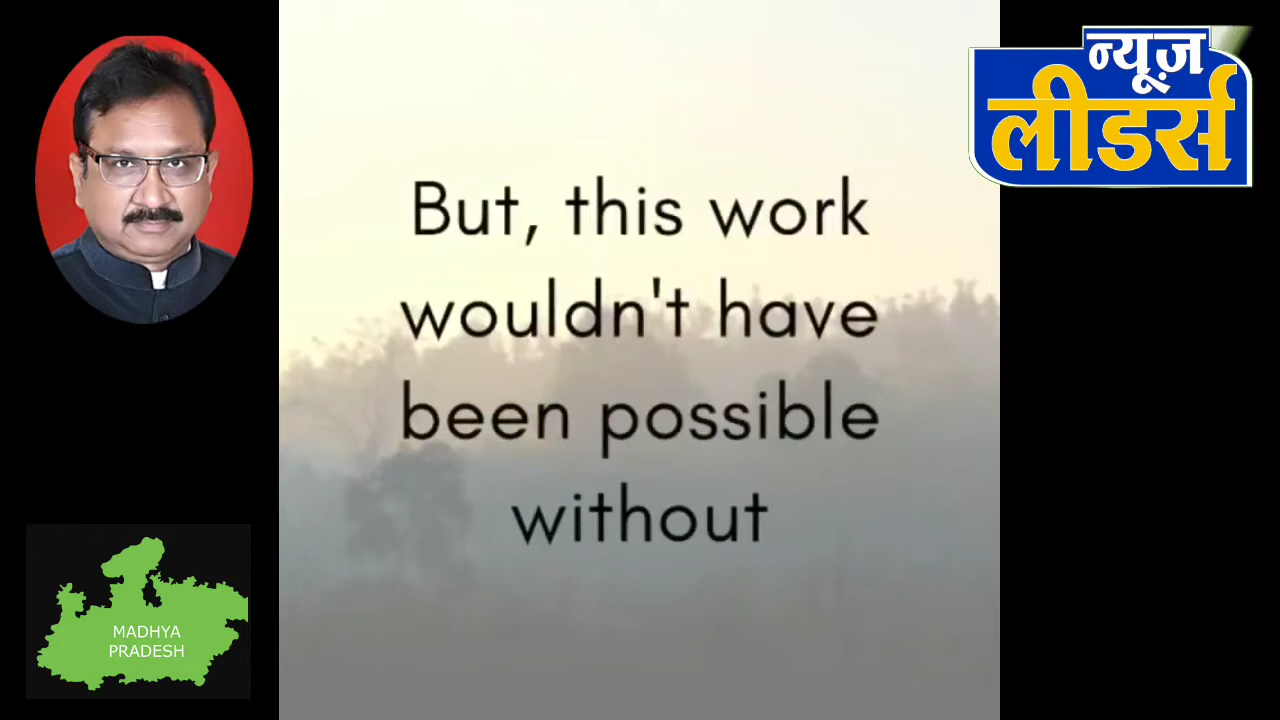 न्यूज़
लीडर्स
But, this work
wouldn't have
been possible
without
MADHYA
PRADESH